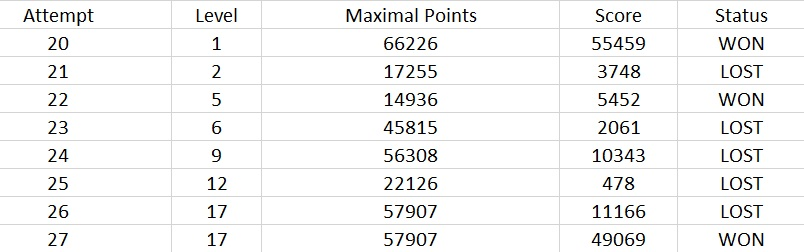 Attempt Level Maximal Points Score Status
20 1 66226 55459 WON
21 2 17255 3748 LOST
22 5 14936 5452 WON
23 6 45815 2061 LOST
24 9 56308 10343 LOST
25 12 22126 478 LOST
26 17 57907 11166 LOST
27 17 57907 49069 WON